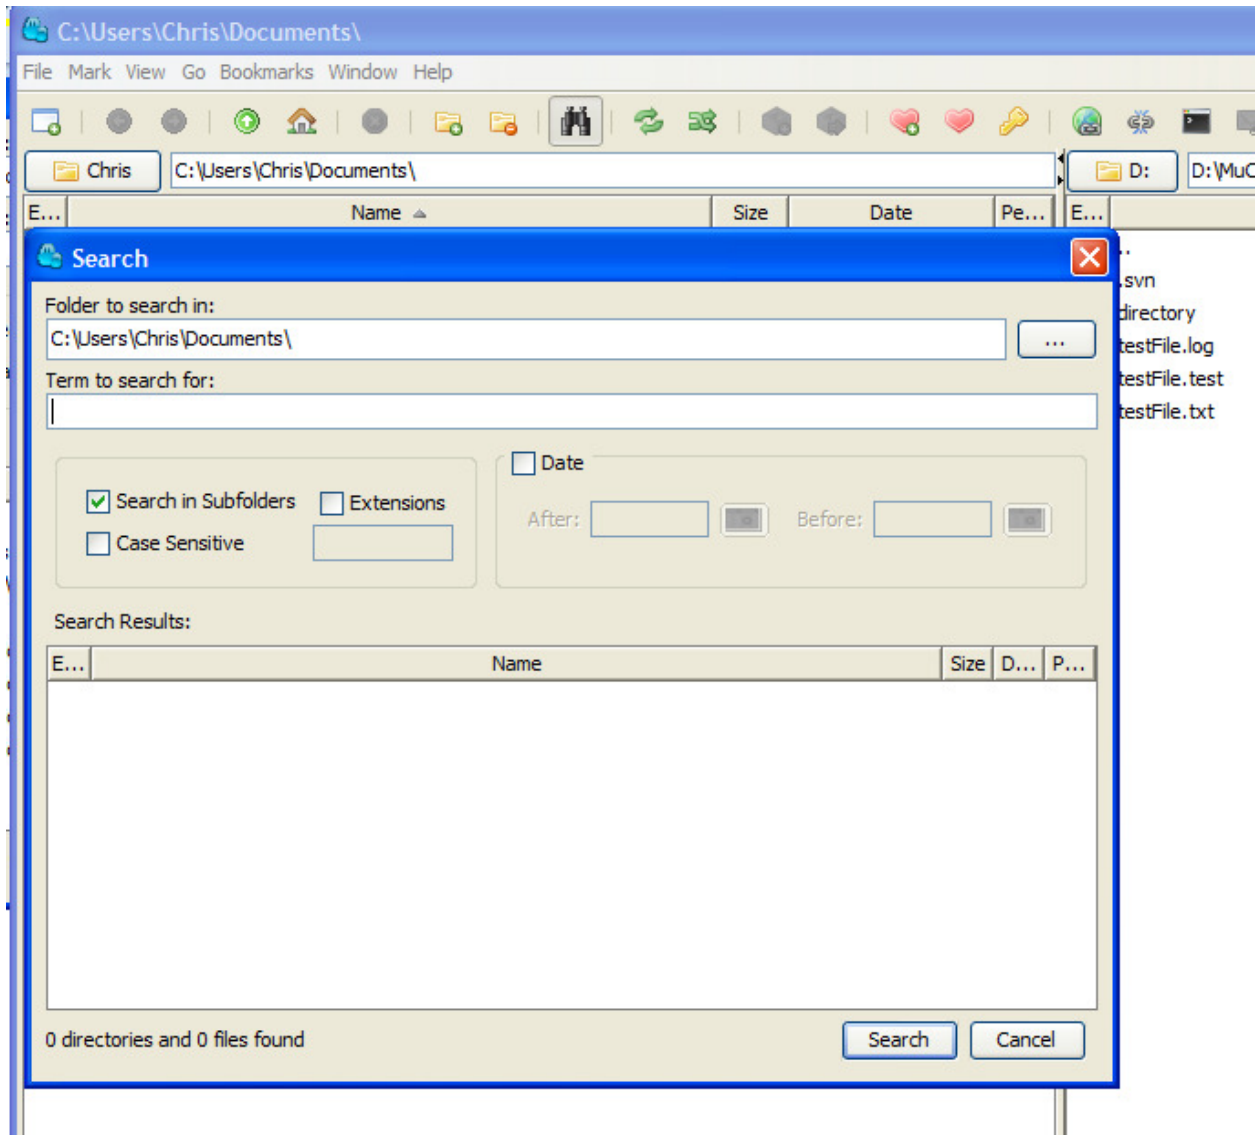 C:\Users\Chris\Documents\
File Mark View Go Bookmarks Window Help
Chris C:\Users\Chris\Documents\ D: D:\MuC
E... Name Size Date Pe... E...
Search
..
.svn
directory
testFile.log
testFile.test
testFile.txt
Folder to search in:
C:\Users\Chris\Documents\ ...
Term to search for:
Date
Search in Subfolders Extensions
After: Before:
Case Sensitive
Search Results:
E... Name Size D... P...
0 directories and 0 files found Search Cancel